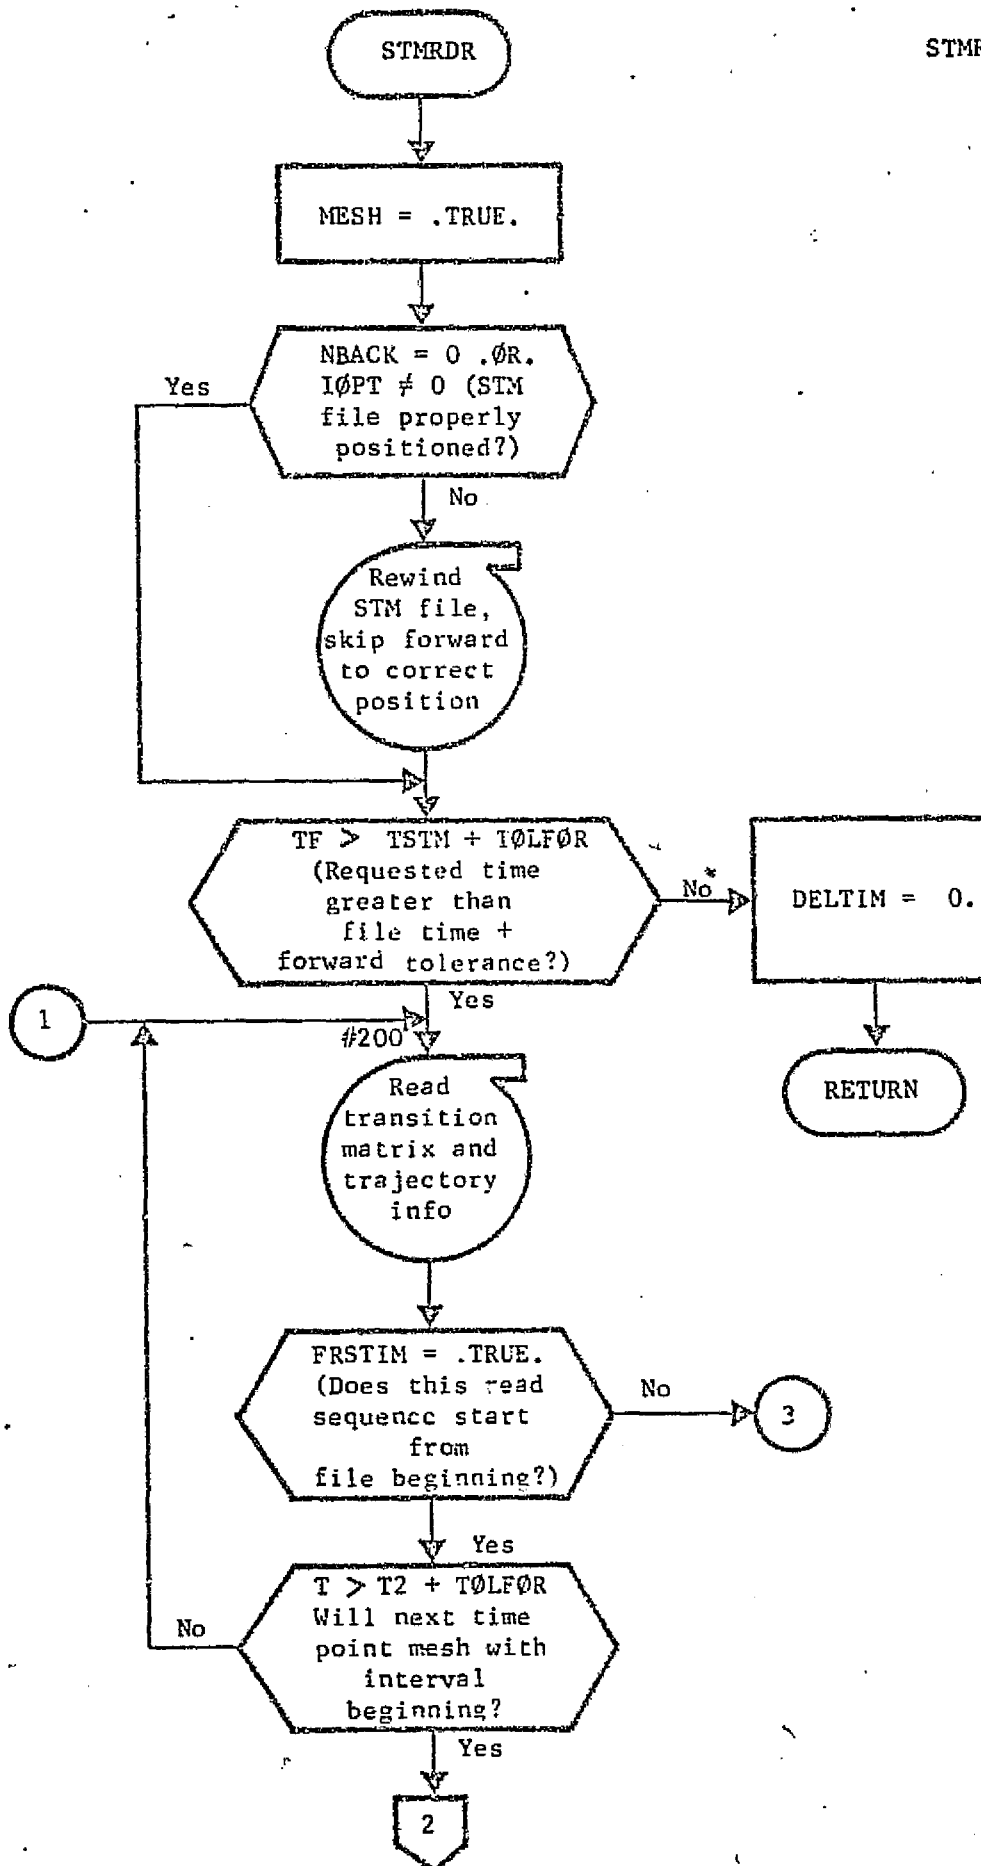 STMRDR
STMR
MESH = .TRUE.
NBACK = 0 .ØR.
IØPT ≠ 0 (STM
file properly
positioned?)
Yes
No
Rewind
STM file,
skip forward
to correct
position
TF > TSTM + TØLFØR
(Requested time
greater than
file time +
forward tolerance?)
No*
DELTIM = 0.
Yes
1
#200
RETURN
Read
transition
matrix and
trajectory
info
FRSTIM = .TRUE.
(Does this read
sequence start
from
file beginning?)
No
3
Yes
T > T2 + TØLFØR
Will next time
point mesh with
interval
beginning?
No
Yes
2